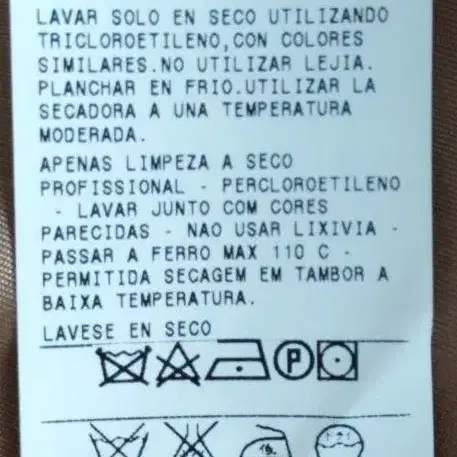 LAVAR SOLO EN SECO UTILIZANDO
TRICLOROETILENO,CON COLORES
SIMILARES.NO UTILIZAR LEJIA.
PLANCHAR EN FRIO.UTILIZAR LA
SECADORA A UNA TEMPERATURA
MODERADA.
APENAS LIMPEZA A SECO
PROFISSIONAL - PERCLOROETILENO
- LAVAR JUNTO COM CORES
PARECIDAS - NAO USAR LIXIVIA -
PASSAR A FERRO MAX 110 C -
PERMITIDA SECAGEM EM TAMBOR A
BAIXA TEMPERATURA.
LAVESE EN SECO
P